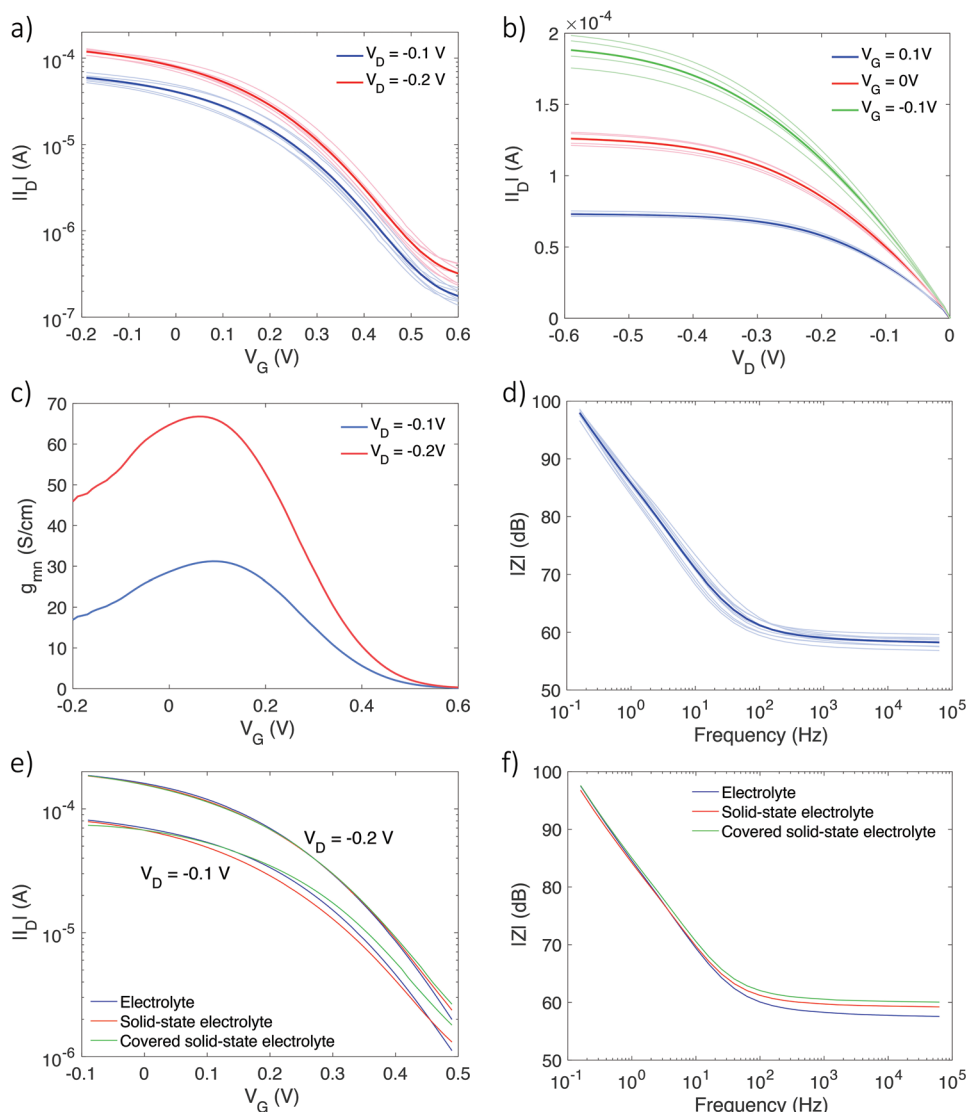 a)
V_D = -0.1 V
V_D = -0.2 V
10^-4
10^-5
10^-6
10^-7
||_D| (A)
-0.2 -0.1 0 0.1 0.2 0.3 0.4 0.5 0.6
V_G (V)
b)
×10^-4
V_G = 0.1V
V_G = 0V
V_G = -0.1V
2
1.5
1
0.5
0
||_D| (A)
-0.6 -0.5 -0.4 -0.3 -0.2 -0.1 0
V_D (V)
c)
V_D = -0.1V
V_D = -0.2V
70
60
50
40
30
20
10
0
g_mn (S/cm)
-0.2 0 0.2 0.4 0.6
V_G (V)
d)
100
90
80
70
60
50
|Z| (dB)
10^-1 10^0 10^1 10^2 10^3 10^4 10^5
Frequency (Hz)
e)
10^-4
10^-5
10^-6
||_D| (A)
V_D = -0.2 V
V_D = -0.1 V
Electrolyte
Solid-state electrolyte
Covered solid-state electrolyte
-0.1 0 0.1 0.2 0.3 0.4 0.5
V_G (V)
f)
Electrolyte
Solid-state electrolyte
Covered solid-state electrolyte
100
90
80
70
60
50
|Z| (dB)
10^-1 10^0 10^1 10^2 10^3 10^4 10^5
Frequency (Hz)